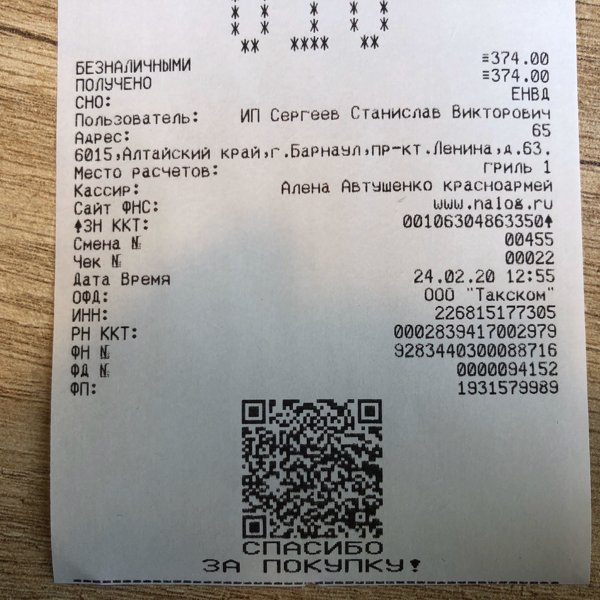 БЕЗНАЛИЧНЫМИ ≡374.00
ПОЛУЧЕНО ≡374.00
СНО: ЕНВД
Пользователь: ИП Сергеев Станислав Викторович
Адрес: 65
6015,Алтайский край,г.Барнаул,пр-кт.Ленина,д.63.
Место расчетов: ГРИЛЬ 1
Кассир: Алена Автушенко красноармей
Сайт ФНС: www.nalog.ru
ЗН ККТ: 00106304863350
Смена № 00455
Чек № 00022
Дата Время 24.02.20 12:55
ОФД: ООО "Такском"
ИНН: 226815177305
РН ККТ: 0002839417002979
ФН № 9283440300088716
ФД № 0000094152
ФП: 1931579989
СПАСИБО
ЗА ПОКУПКУ!